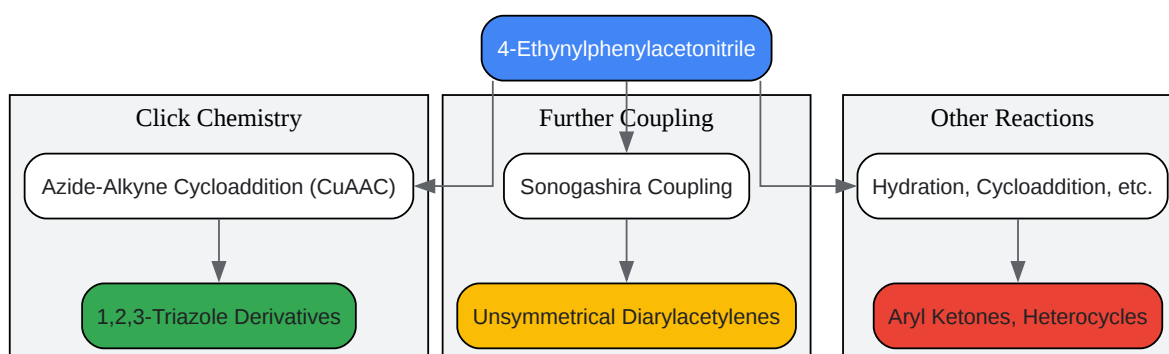 4-Ethynylphenylacetonitrile
Click Chemistry
Further Coupling
Other Reactions
Azide-Alkyne Cycloaddition (CuAAC)
Sonogashira Coupling
Hydration, Cycloaddition, etc.
1,2,3-Triazole Derivatives
Unsymmetrical Diarylacetylenes
Aryl Ketones, Heterocycles